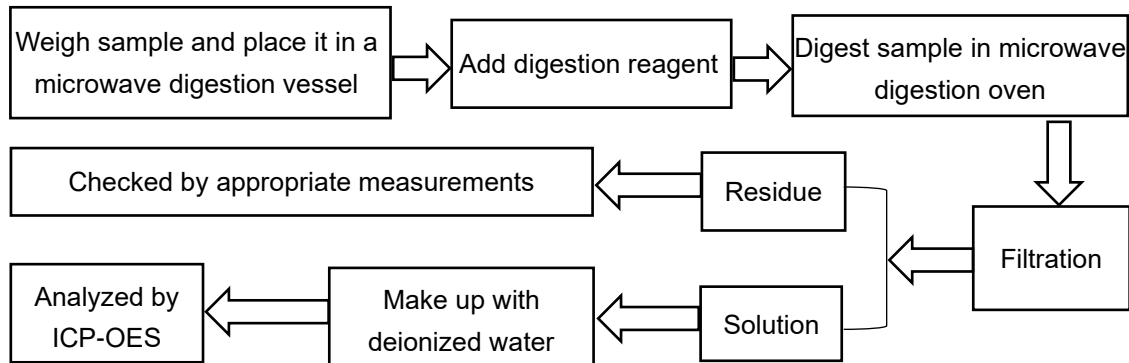 Weigh sample and place it in a
microwave digestion vessel
Add digestion reagent
Digest sample in microwave
digestion oven
Filtration
Residue
Checked by appropriate measurements
Solution
Make up with
deionized water
Analyzed by
ICP-OES